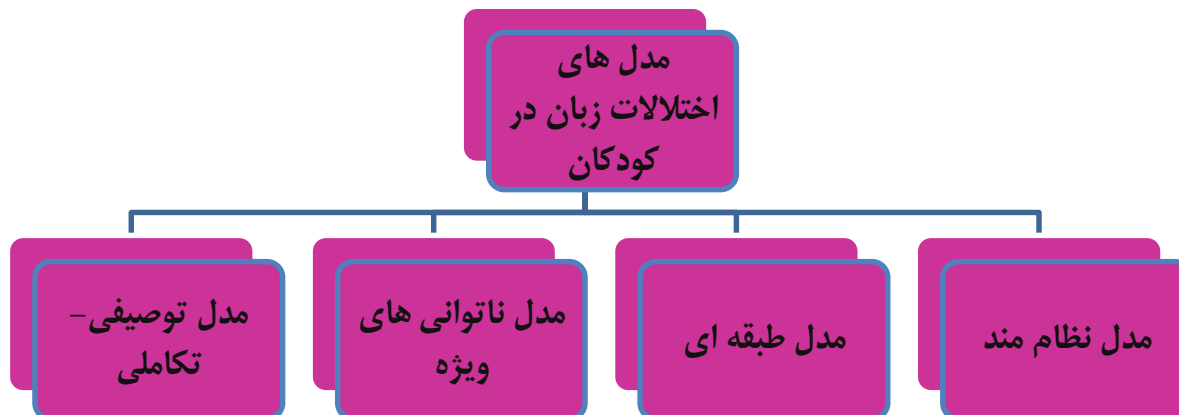 مدل های
اختلالات زبان در
کودکان
مدل نظام مند
مدل طبقه ای
مدل ناتوانی های
ویژه
مدل توصیفی–
تکاملی